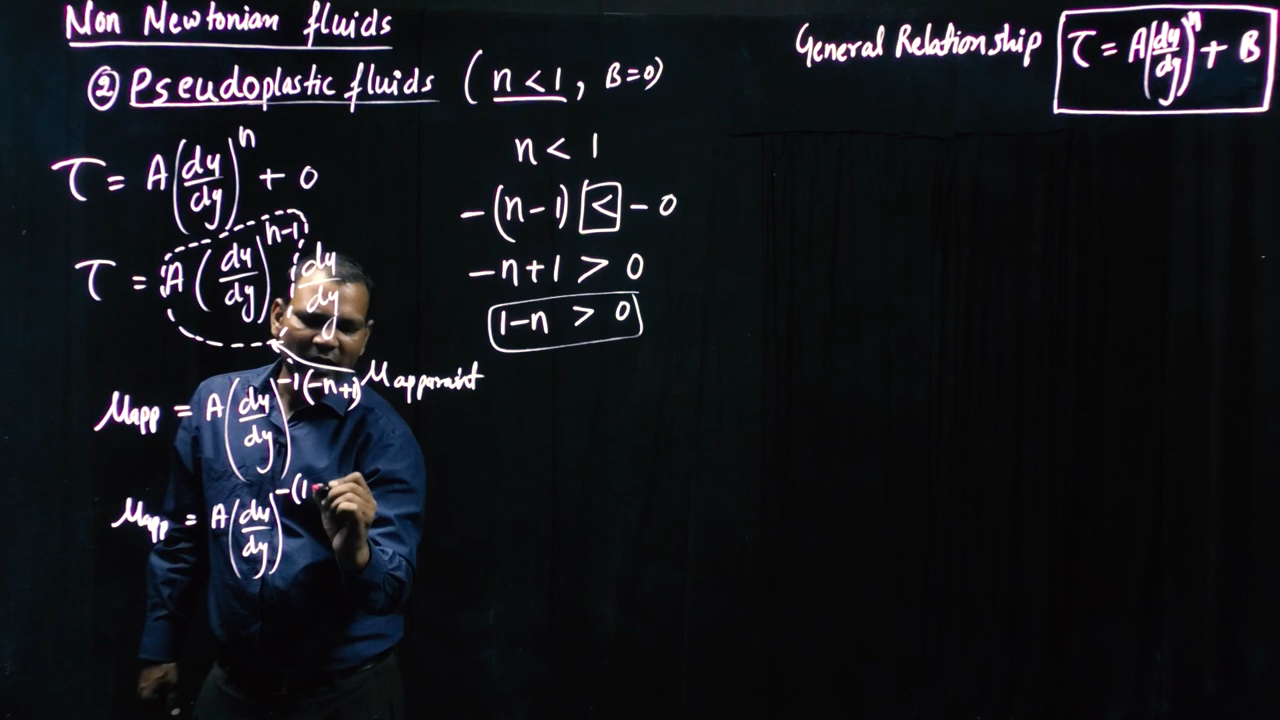 Non Newtonian fluids
General Relationship τ = A(du/dy)^n + B
② Pseudoplastic fluids (n < 1, B=0)
τ = A(du/dy)^n + 0
τ = A(du/dy)^(n-1) du/dy
μapp = A(du/dy)^(-1(-n+1))
μapp = A(du/dy)^(-(1
n < 1
-(n-1) < -0
-n+1 > 0
1-n > 0